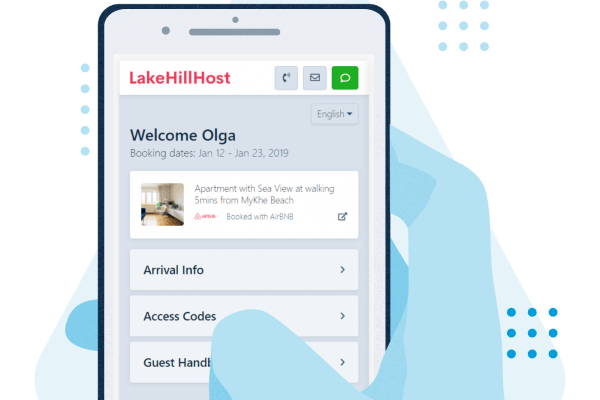 LakeHillHost
English
Welcome Olga
Booking dates: Jan 12 - Jan 23, 2019
Apartment with Sea View at walking
5mins from MyKhe Beach
airbnb Booked with AirBNB
Arrival Info
Access Codes
Guest Handb